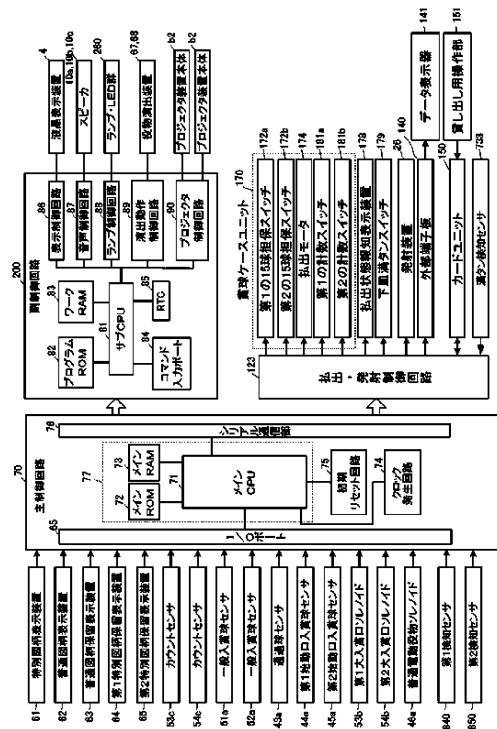 70
主制御回路
65
I/Oポート
77
72
メインROM
73
メインRAM
71
メインCPU
75
初期リセット回路
74
クロック発生回路
76
シリアル通信部
61
特別図柄表示装置
62
普通図柄表示装置
63
普通図柄保留表示装置
64
第1特別図柄保留表示装置
65
第2特別図柄保留表示装置
53c
カウントセンサ
54c
カウントセンサ
51a
一般入賞球センサ
52a
一般入賞球センサ
43a
通過球センサ
44a
第1始動口入賞球センサ
45a
第2始動口入賞球センサ
53b
第1大入賞口ソレノイド
54b
第2大入賞口ソレノイド
46a
普通電動役物ソレノイド
840
第1検知センサ
850
第2検知センサ
200
副制御回路
82
プログラムROM
83
ワークRAM
81
サブCPU
84
コマンド入力ポート
85
RTC
86
表示制御回路
87
音声制御回路
88
ランプ制御回路
89
演出動作制御回路
90
プロジェクタ制御回路
4
液晶表示装置
10a,10b,10c
スピーカ
280
ランプ・LED群
67,68
役物演出装置
b2
プロジェクタ装置本体
b2
プロジェクタ装置本体
123
払出・発射制御回路
170
賞球ケースユニット
172a
第1の15球担保スイッチ
172b
第2の15球担保スイッチ
174
払出モータ
181a
第1の計数スイッチ
181b
第2の計数スイッチ
178
払出状態報知表示装置
179
下皿満タンスイッチ
26
発射装置
140
外部端子板
141
データ表示器
150
カードユニット
151
貸し出し用操作部
733
満タン検知センサ